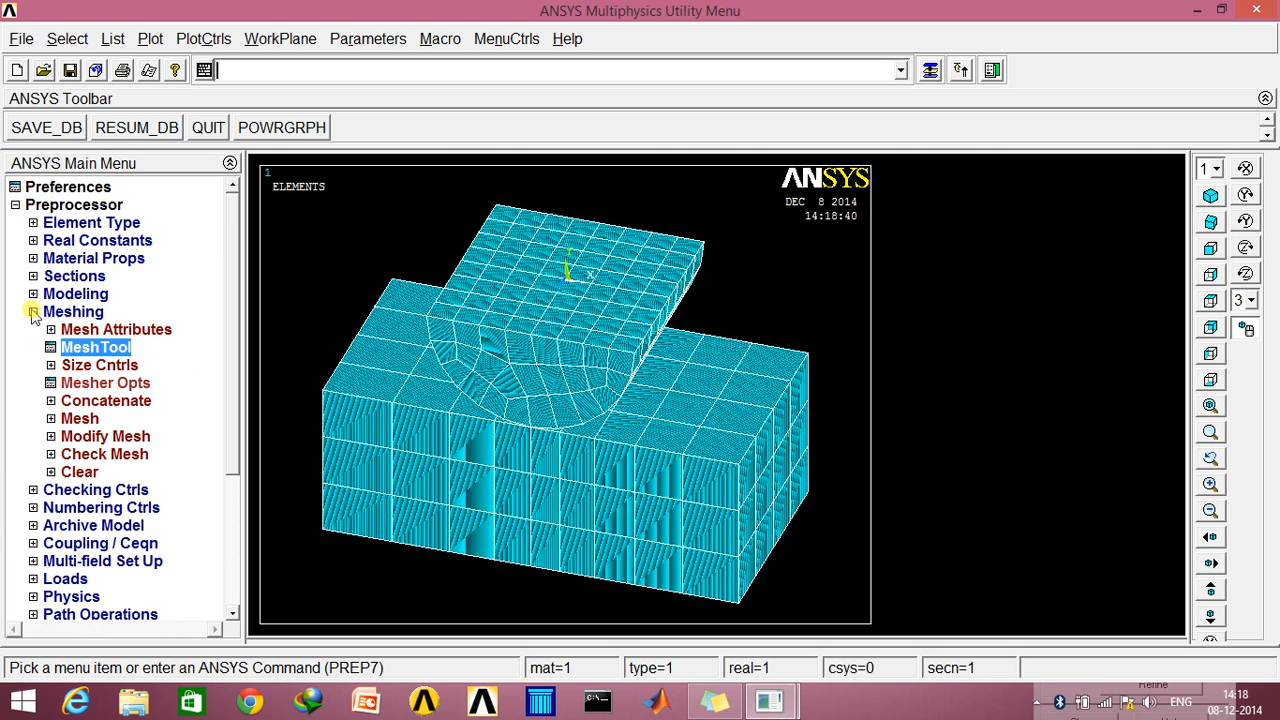 ANSYS Multiphysics Utility Menu
File Select List Plot PlotCtrls WorkPlane Parameters Macro MenuCtrls Help
ANSYS Toolbar
SAVE_DB RESUM_DB QUIT POWRGRPH
ANSYS Main Menu
Preferences
Preprocessor
Element Type
Real Constants
Material Props
Sections
Modeling
Meshing
Mesh Attributes
MeshTool
Size Cntrls
Mesher Opts
Concatenate
Mesh
Modify Mesh
Check Mesh
Clear
Checking Ctrls
Numbering Ctrls
Archive Model
Coupling / Ceqn
Multi-field Set Up
Loads
Physics
Path Operations
1
ELEMENTS
ANSYS
DEC 8 2014
14:18:40
X
1
3
Pick a menu item or enter an ANSYS Command (PREP7) mat=1 type=1 real=1 csys=0 secn=1
Refine
ENG
14:18
08-12-2014